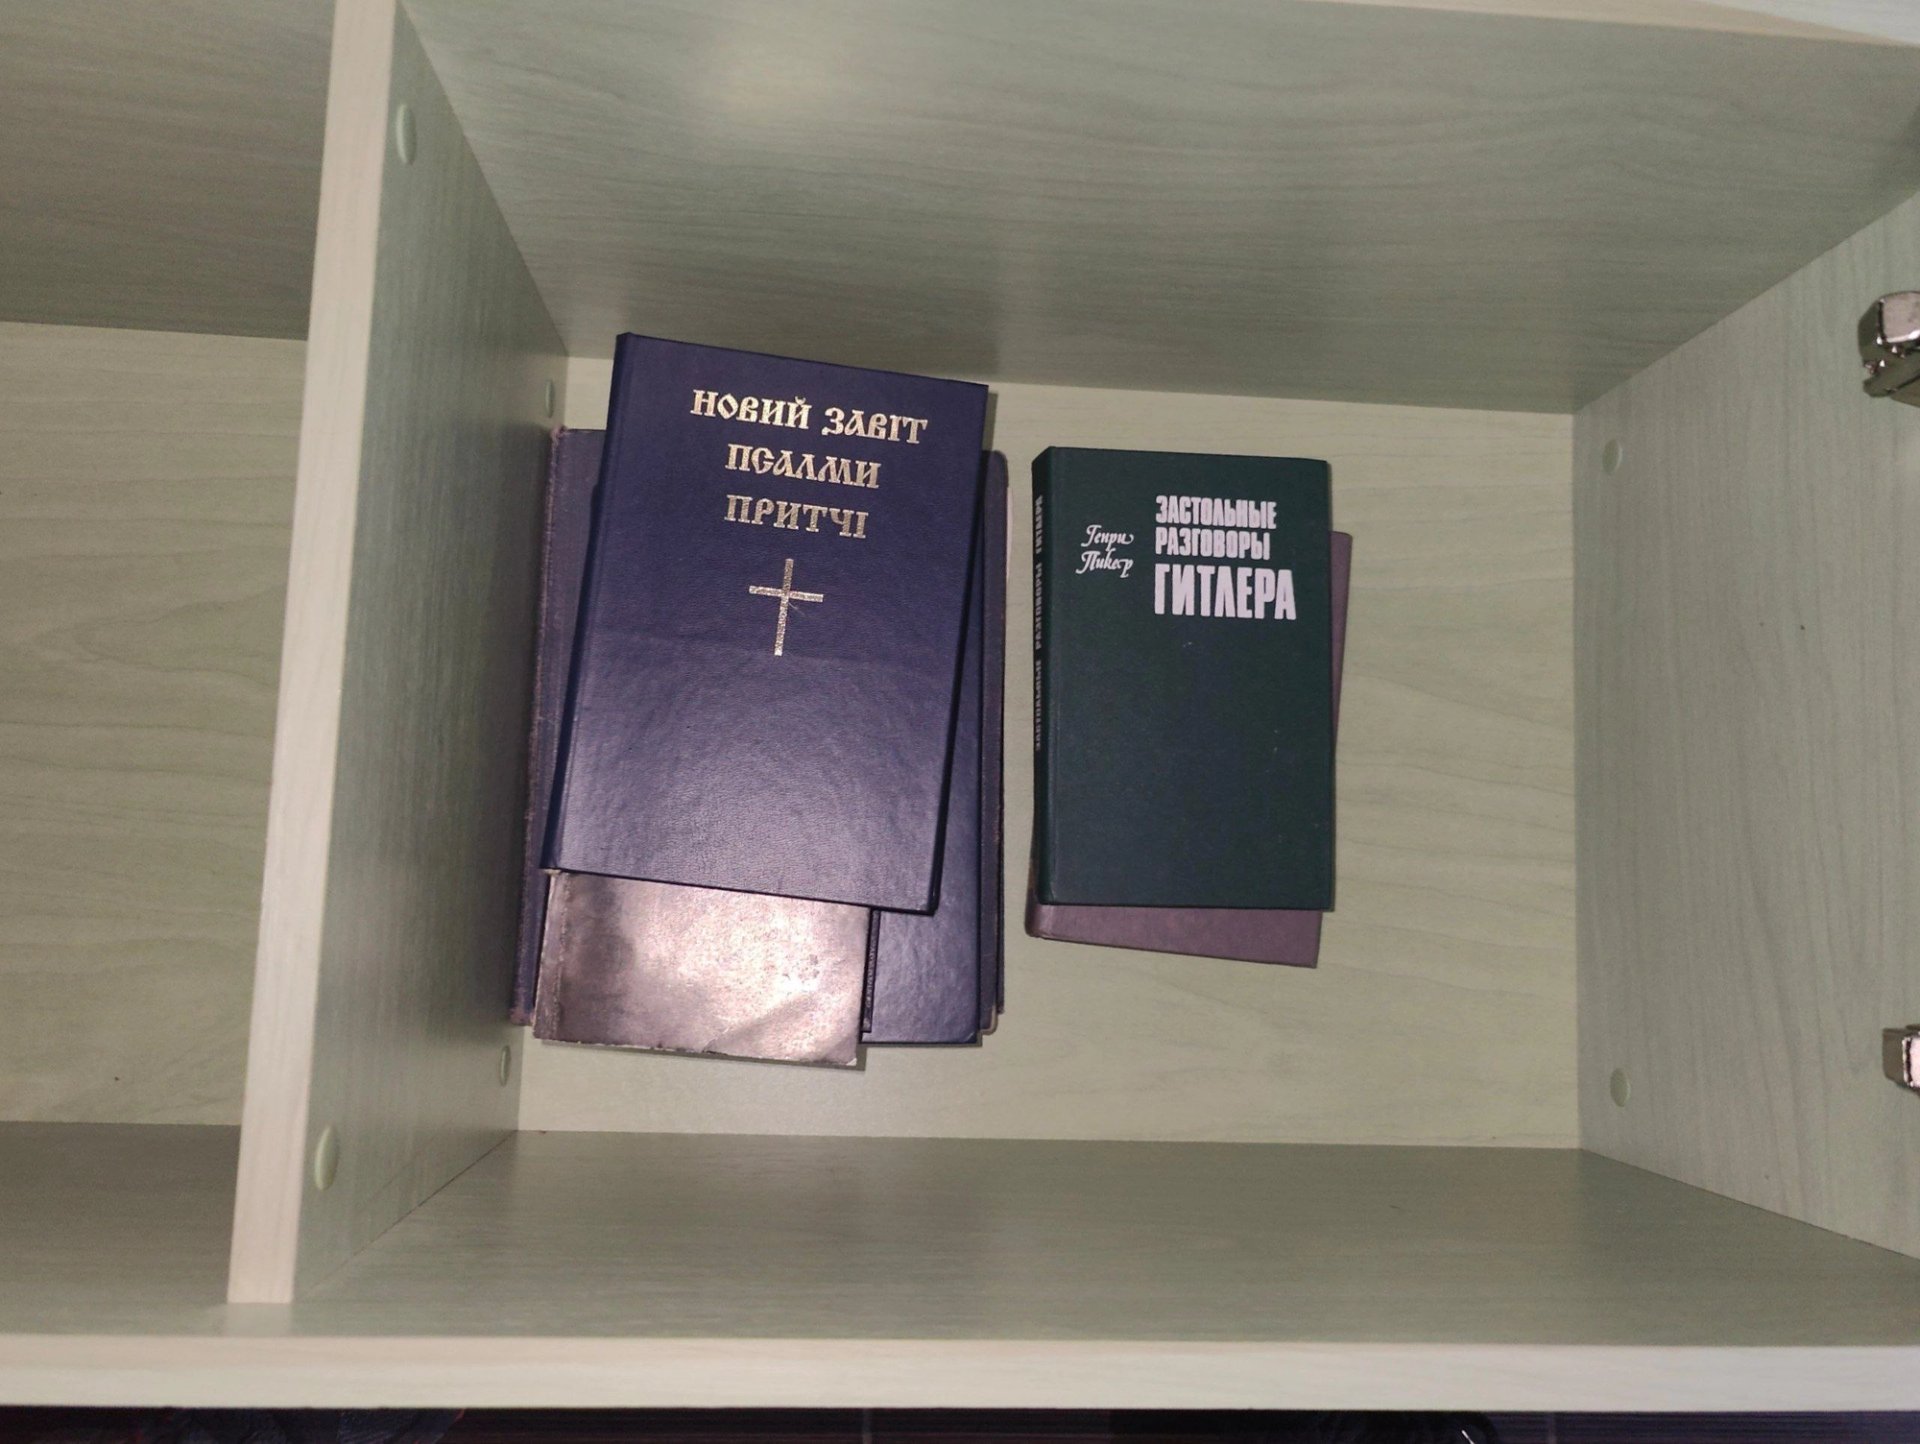 НОВИЙ ЗАВІТ
ПСАЛМИ
ПРИТЧІ
Генри
Пикер
ЗАСТОЛЬНЫЕ
РАЗГОВОРЫ
ГИТЛЕРА
ЗАСТОЛЬНЫЕ РАЗГОВОРЫ ГИТЛЕРА